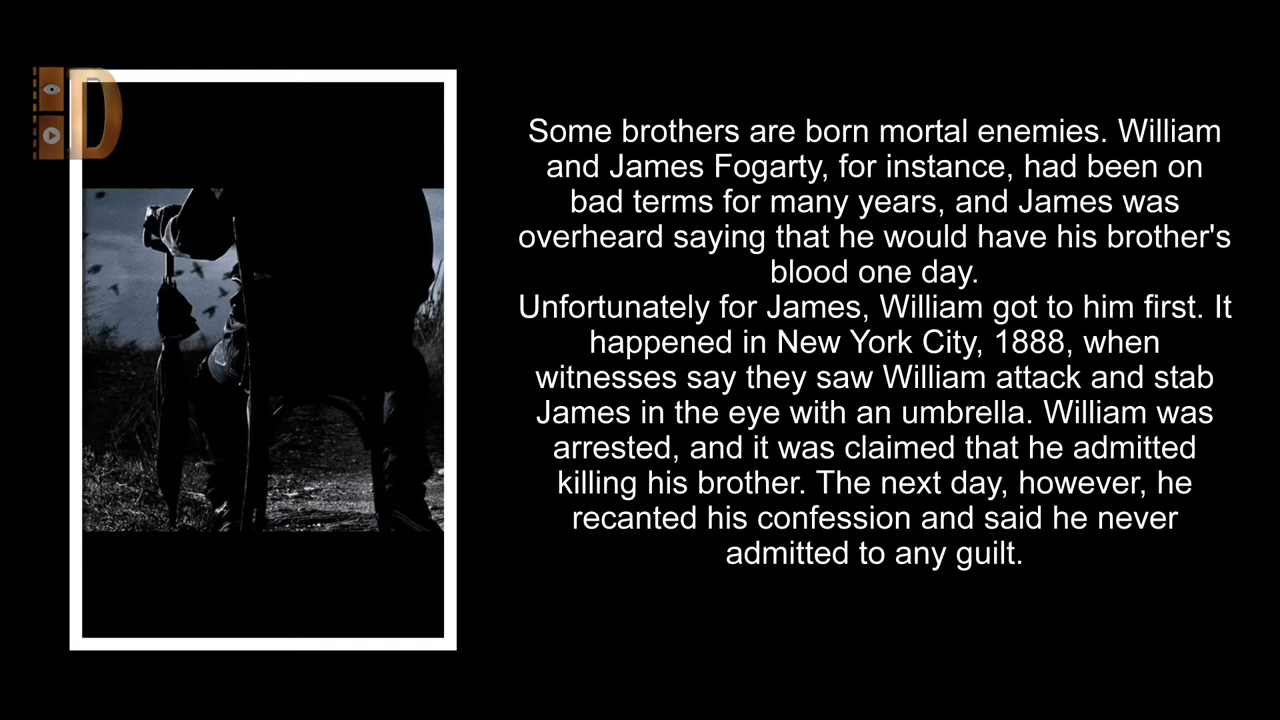 D
Some brothers are born mortal enemies. William
and James Fogarty, for instance, had been on
bad terms for many years, and James was
overheard saying that he would have his brother's
blood one day.
Unfortunately for James, William got to him first. It
happened in New York City, 1888, when
witnesses say they saw William attack and stab
James in the eye with an umbrella. William was
arrested, and it was claimed that he admitted
killing his brother. The next day, however, he
recanted his confession and said he never
admitted to any guilt.